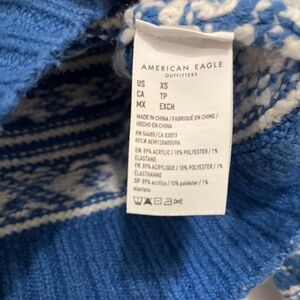 AMERICAN EAGLE
OUTFITTERS
US XS
CA TP
MX EXCH
MADE IN CHINA / FABRIQUÉ EN CHINE /
HECHO EN CHINA
RN 54485/CA 03872
EN 89% ACRYLIC / 10% POLYESTER / 1%
ELASTANE
FR 89% ACRYLIQUE / 10% POLYESTER / 1%
ÉLASTHANNE
SP 89% acrílico / 10% poliéster / 1%
elastano